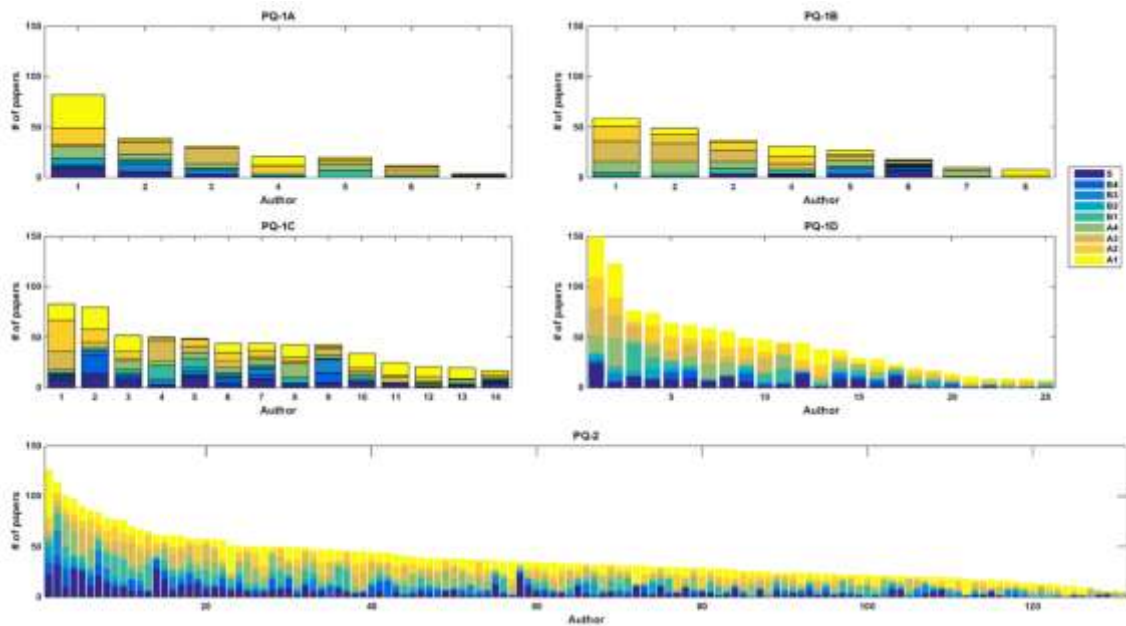 PQ-1A
150
100
50
0
# of papers
1 2 3 4 5 6 7
Author
PQ-1B
150
100
50
0
# of papers
1 2 3 4 5 6 7 8
Author
S
B4
B3
B2
B1
A4
A3
A2
A1
PQ-1C
150
100
50
0
# of papers
1 2 3 4 5 6 7 8 9 10 11 12 13 14
Author
PQ-1D
150
100
50
0
# of papers
5 10 15 20 25
Author
PQ-2
150
100
50
0
# of papers
20 40 60 80 100 120
Author